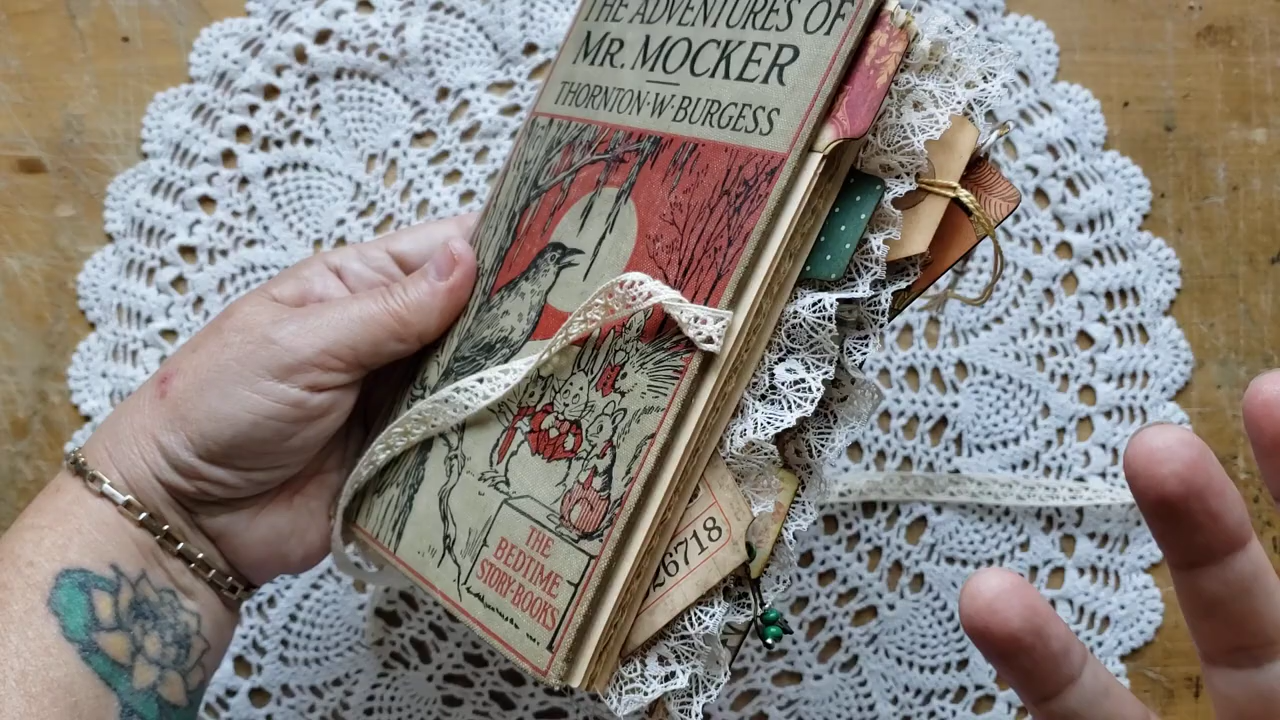 THE ADVENTURES OF
MR. MOCKER
THORNTON·W·BURGESS
THE
BEDTIME
STORY-BOOKS
26718